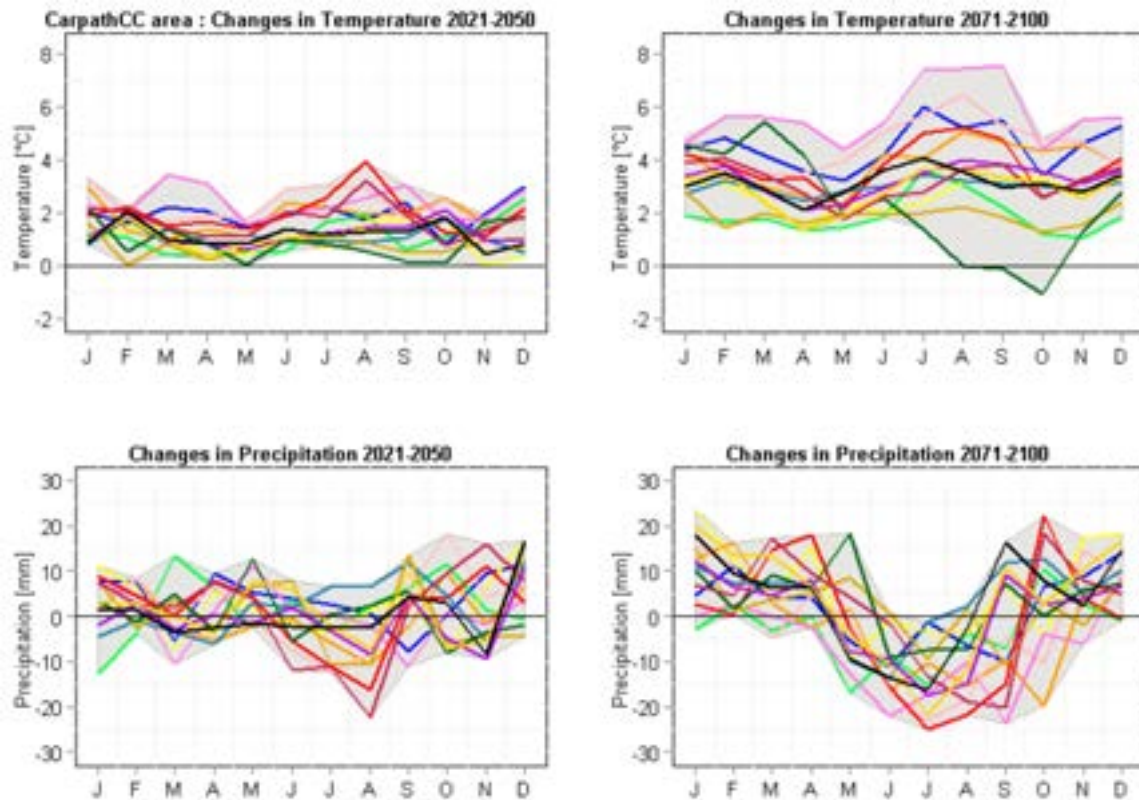 CarpathCC area : Changes in Temperature 2021-2050
Temperature [°C]
8
6
4
2
0
-2
J F M A M J J A S O N D
Changes in Temperature 2071-2100
Temperature [°C]
8
6
4
2
0
-2
J F M A M J J A S O N D
Changes in Precipitation 2021-2050
Precipitation [mm]
30
20
10
0
-10
-20
-30
J F M A M J J A S O N D
Changes in Precipitation 2071-2100
Precipitation [mm]
30
20
10
0
-10
-20
-30
J F M A M J J A S O N D